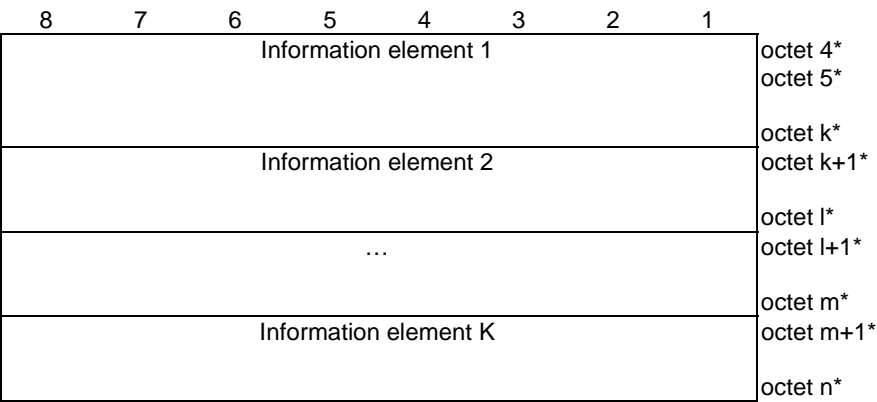 8 7 6 5 4 3 2 1
Information element 1 octet 4*
octet 5*
octet k*
Information element 2 octet k+1*
octet l*
… octet l+1*
octet m*
Information element K octet m+1*
octet n*